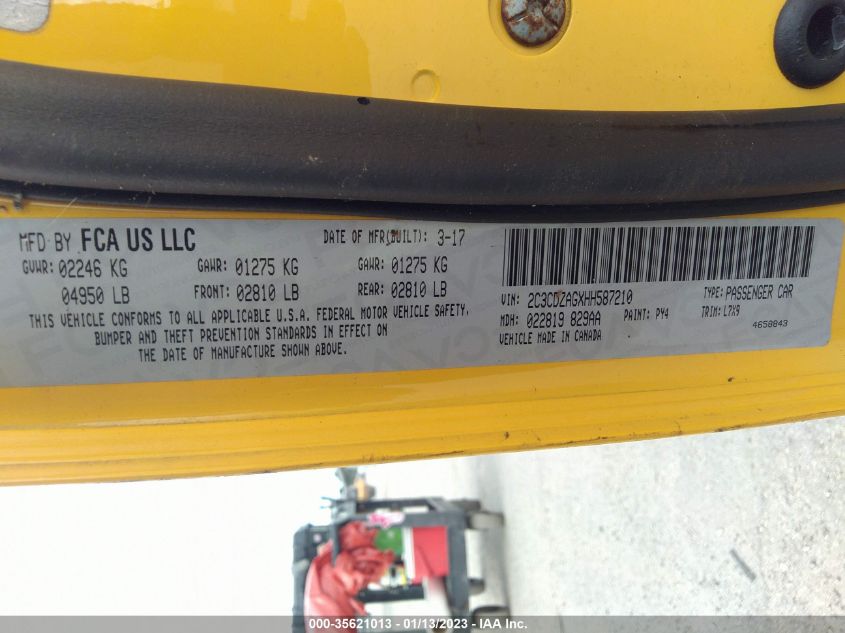 MFD BY FCA US LLC
DATE OF MFR(BUILT): 3-17
GVWR: 02246 KG
GAWR: 01275 KG
GAWR: 01275 KG
04950 LB
FRONT: 02810 LB
REAR: 02810 LB
THIS VEHICLE CONFORMS TO ALL APPLICABLE U.S.A. FEDERAL MOTOR VEHICLE SAFETY,
BUMPER AND THEFT PREVENTION STANDARDS IN EFFECT ON
THE DATE OF MANUFACTURE SHOWN ABOVE.
VIN: 2C3CDZAGXHH587210
TYPE: PASSENGER CAR
MDH: 022819 829AA
PAINT: PY4
TRIM: L7X9
VEHICLE MADE IN CANADA
4658843
000-35621013 - 01/13/2023 - IAA Inc.